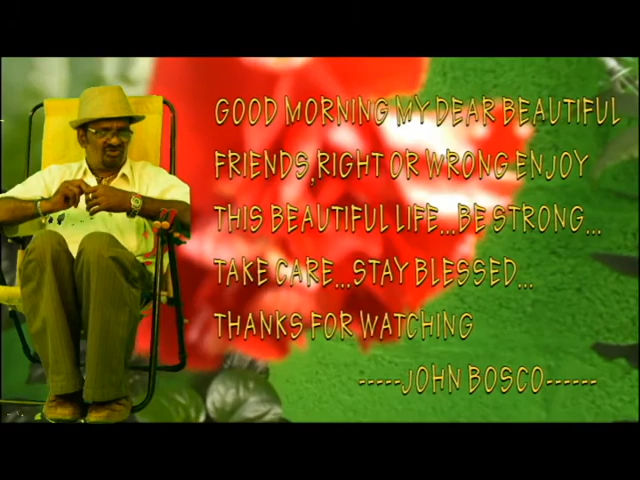 GOOD MORNING MY DEAR BEAUTIFUL
FRIENDS,RIGHT OR WRONG ENJOY
THIS BEAUTIFUL LIFE...BE STRONG...
TAKE CARE...STAY BLESSED...
THANKS FOR WATCHING
-----JOHN BOSCO------